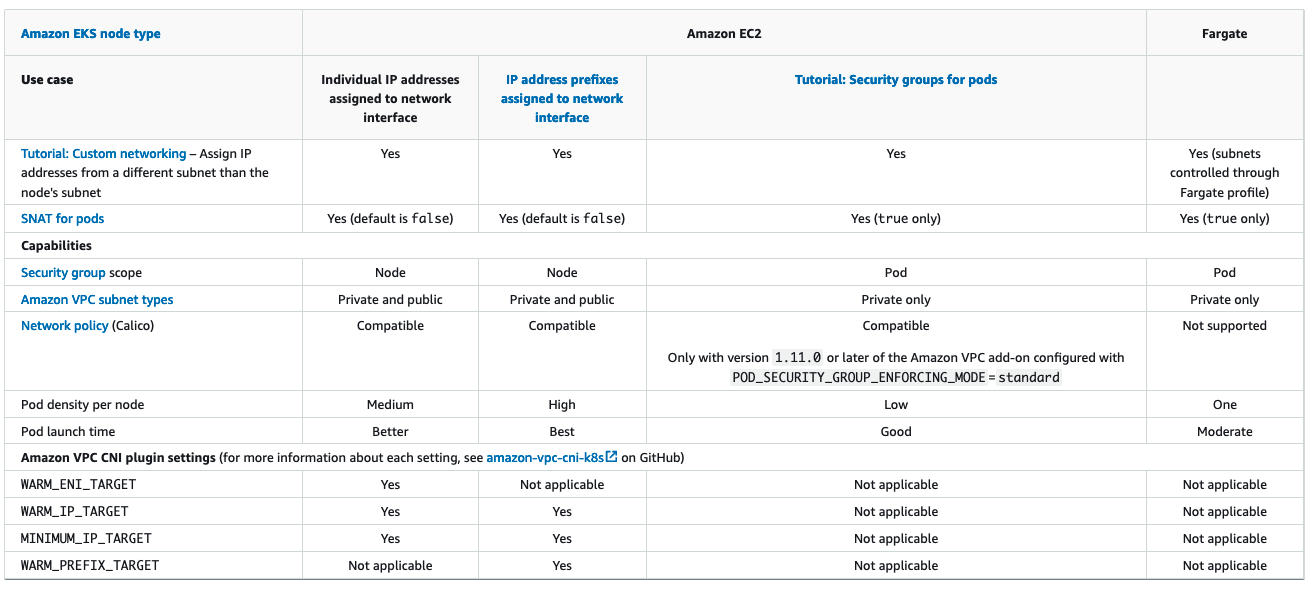 Amazon EKS node type Amazon EC2 Fargate
Use case Individual IP addresses assigned to network interface IP address prefixes assigned to network interface Tutorial: Security groups for pods
Tutorial: Custom networking – Assign IP addresses from a different subnet than the node's subnet Yes Yes Yes Yes (subnets controlled through Fargate profile)
SNAT for pods Yes (default is false) Yes (default is false) Yes (true only) Yes (true only)
Capabilities
Security group scope Node Node Pod Pod
Amazon VPC subnet types Private and public Private and public Private only Private only
Network policy (Calico) Compatible Compatible Compatible Not supported
Only with version 1.11.0 or later of the Amazon VPC add-on configured with
POD_SECURITY_GROUP_ENFORCING_MODE=standard
Pod density per node Medium High Low One
Pod launch time Better Best Good Moderate
Amazon VPC CNI plugin settings (for more information about each setting, see amazon-vpc-cni-k8s on GitHub)
WARM_ENI_TARGET Yes Not applicable Not applicable Not applicable
WARM_IP_TARGET Yes Yes Not applicable Not applicable
MINIMUM_IP_TARGET Yes Yes Not applicable Not applicable
WARM_PREFIX_TARGET Not applicable Yes Not applicable Not applicable